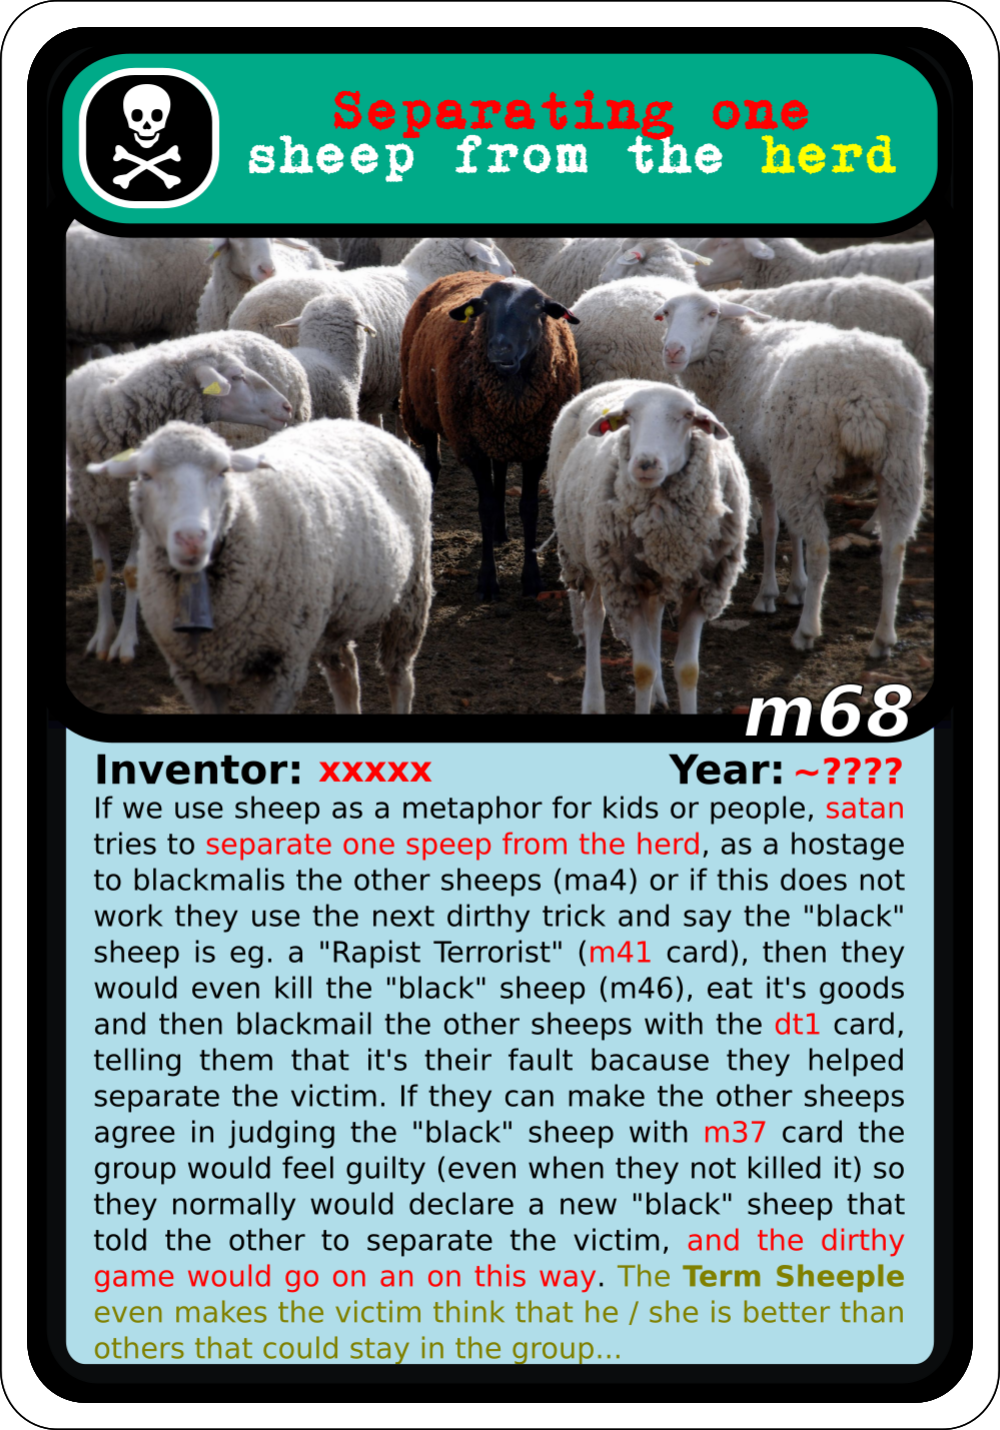 Separating one
sheep from the herd
m68
Inventor: xxxxx Year: ~????
If we use sheep as a metaphor for kids or people, satan
tries to separate one speep from the herd, as a hostage
to blackmalis the other sheeps (ma4) or if this does not
work they use the next dirthy trick and say the "black"
sheep is eg. a "Rapist Terrorist" (m41 card), then they
would even kill the "black" sheep (m46), eat it's goods
and then blackmail the other sheeps with the dt1 card,
telling them that it's their fault bacause they helped
separate the victim. If they can make the other sheeps
agree in judging the "black" sheep with m37 card the
group would feel guilty (even when they not killed it) so
they normally would declare a new "black" sheep that
told the other to separate the victim, and the dirthy
game would go on an on this way. The Term Sheeple
even makes the victim think that he / she is better than
others that could stay in the group...